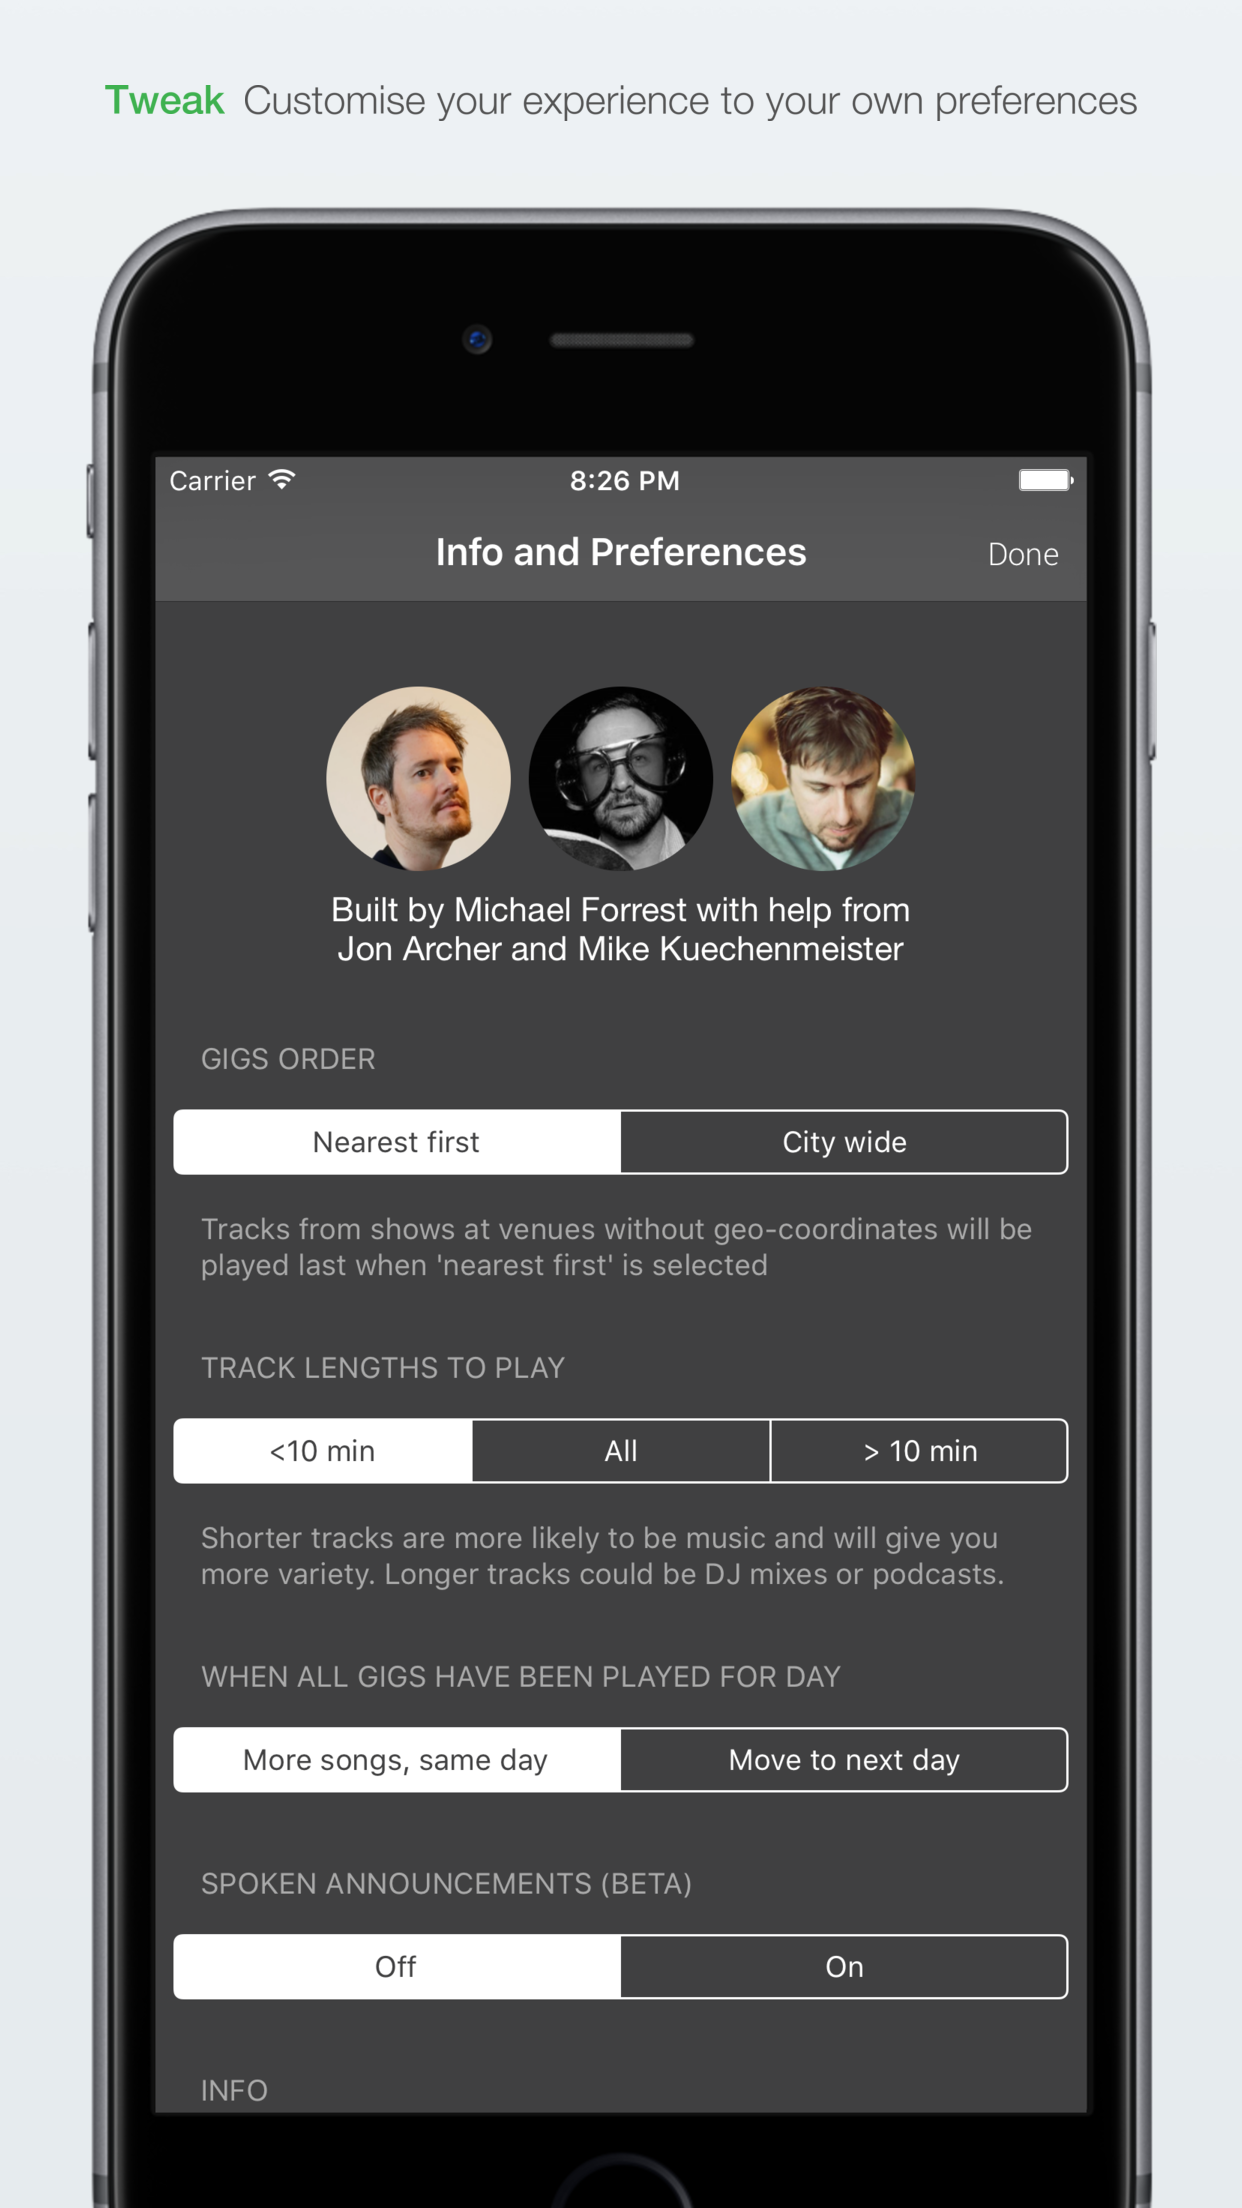 Tweak Customise your experience to your own preferences
Carrier 8:26 PM
Info and Preferences Done
Built by Michael Forrest with help from
Jon Archer and Mike Kuechenmeister
GIGS ORDER
Nearest first City wide
Tracks from shows at venues without geo-coordinates will be
played last when 'nearest first' is selected
TRACK LENGTHS TO PLAY
<10 min All > 10 min
Shorter tracks are more likely to be music and will give you
more variety. Longer tracks could be DJ mixes or podcasts.
WHEN ALL GIGS HAVE BEEN PLAYED FOR DAY
More songs, same day Move to next day
SPOKEN ANNOUNCEMENTS (BETA)
Off On
INFO